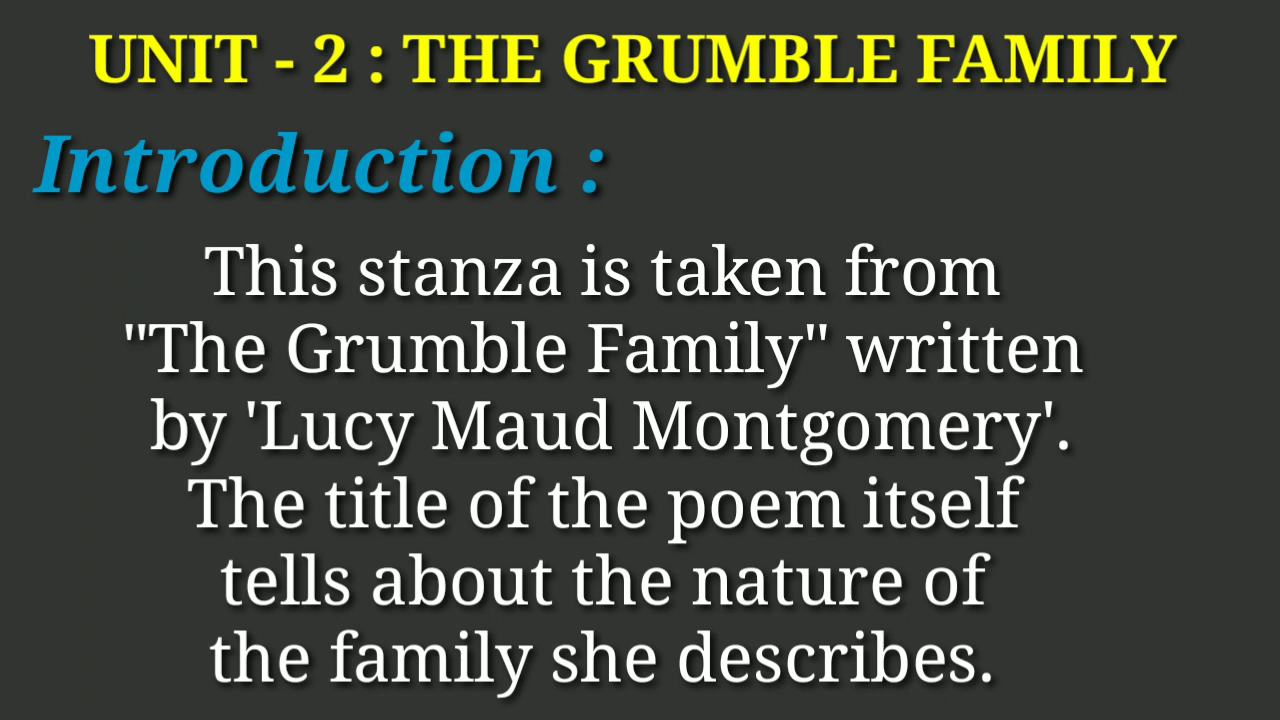 UNIT - 2 : THE GRUMBLE FAMILY
Introduction :
This stanza is taken from
"The Grumble Family" written
by 'Lucy Maud Montgomery'.
The title of the poem itself
tells about the nature of
the family she describes.